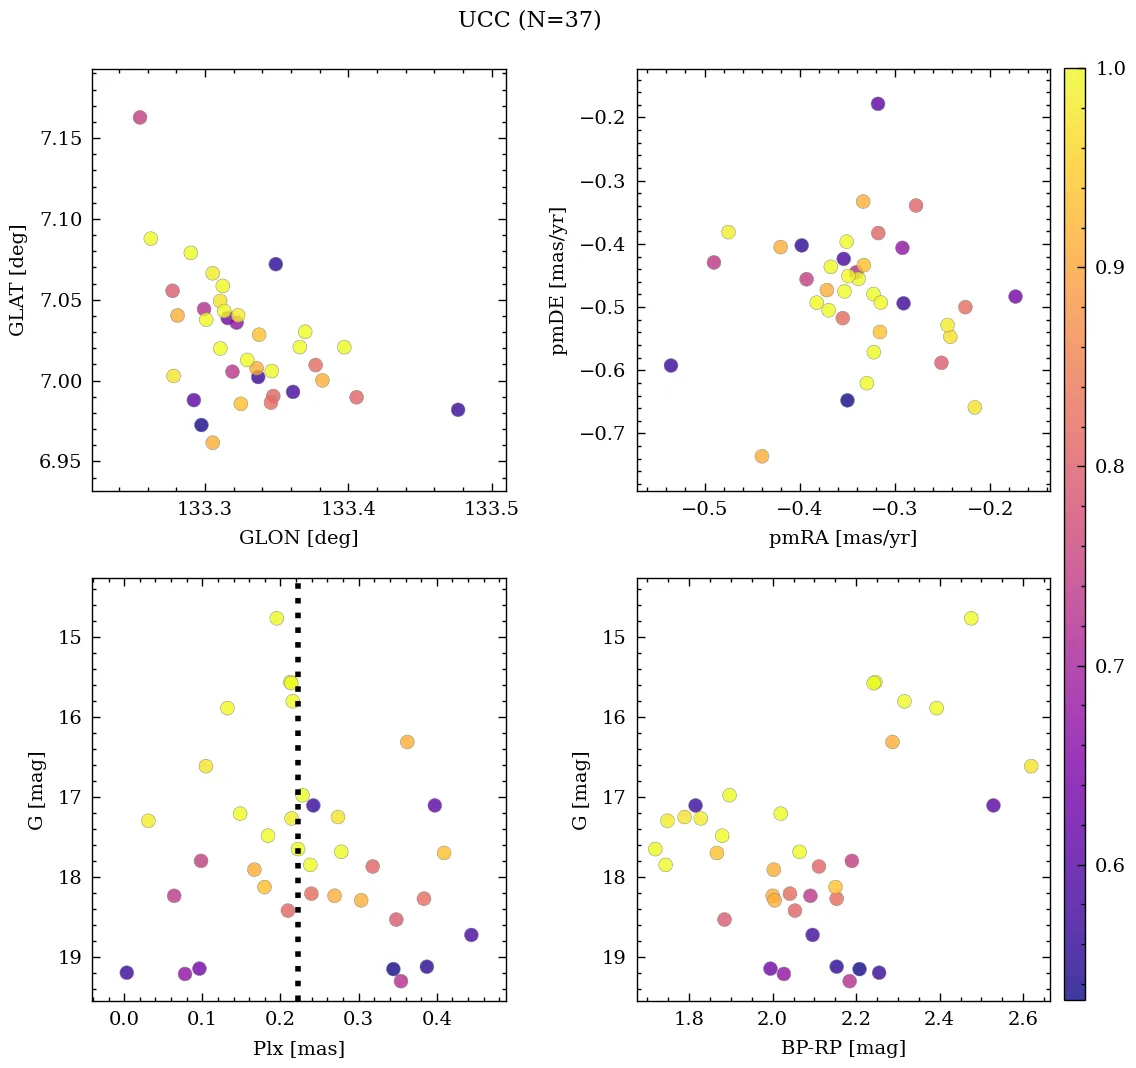 UCC (N=37)
7.15
7.10
7.05
7.00
6.95
GLAT [deg]
133.3 133.4 133.5
GLON [deg]
−0.2
−0.3
−0.4
−0.5
−0.6
−0.7
pmDE [mas/yr]
−0.5 −0.4 −0.3 −0.2
pmRA [mas/yr]
1.0
0.9
0.8
0.7
0.6
15
16
17
18
19
G [mag]
0.0 0.1 0.2 0.3 0.4
Plx [mas]
15
16
17
18
19
G [mag]
1.8 2.0 2.2 2.4 2.6
BP-RP [mag]